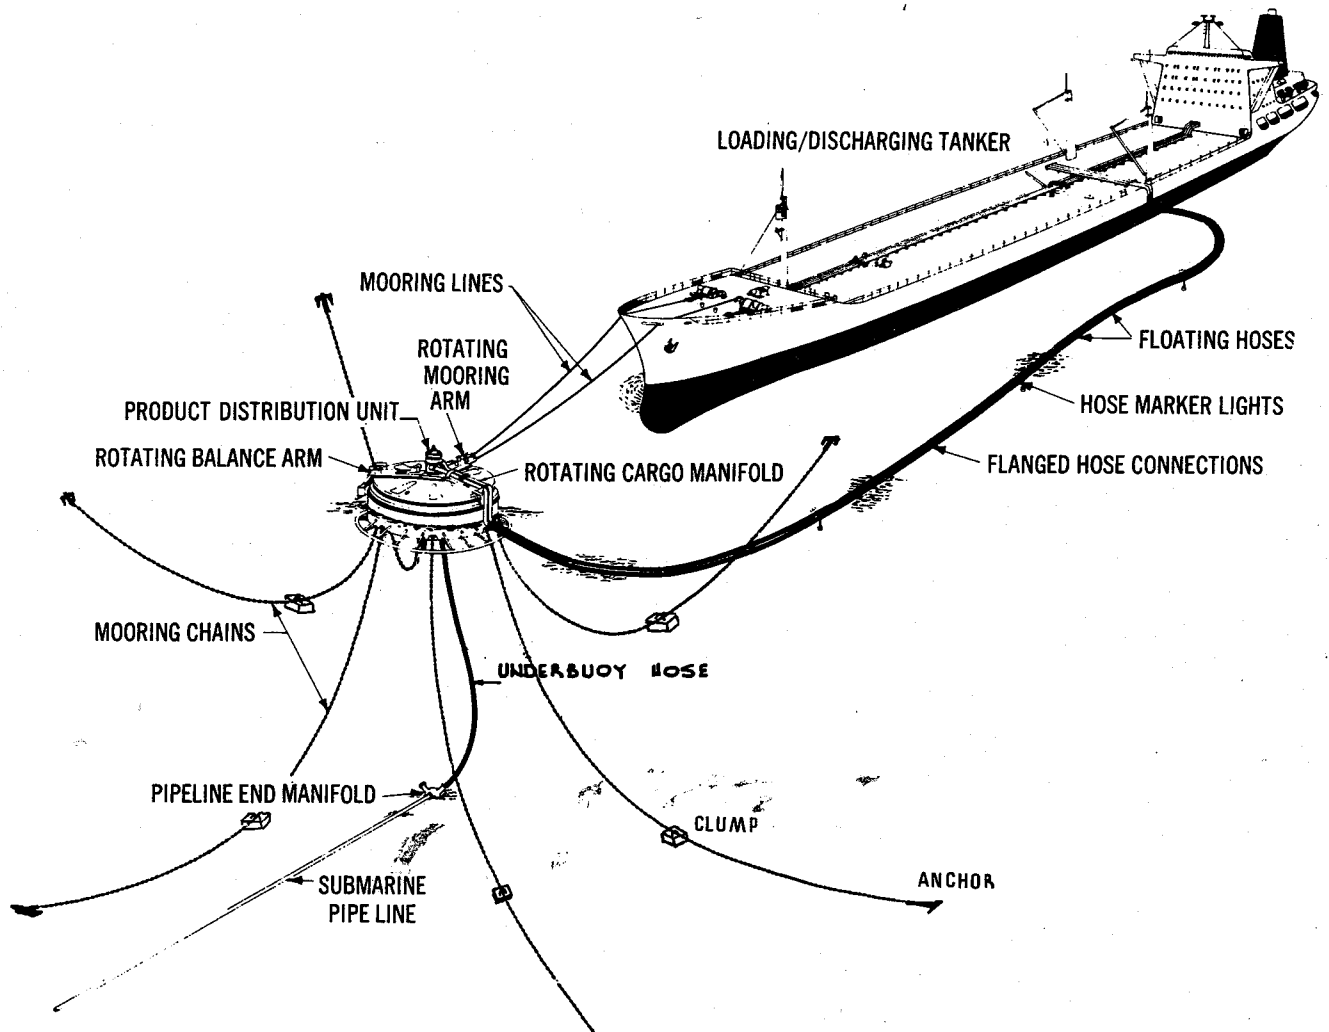 LOADING/DISCHARGING TANKER
MOORING LINES
ROTATING
MOORING
ARM
FLOATING HOSES
PRODUCT DISTRIBUTION UNIT
HOSE MARKER LIGHTS
ROTATING BALANCE ARM
ROTATING CARGO MANIFOLD
FLANGED HOSE CONNECTIONS
MOORING CHAINS
UNDERBUOY HOSE
PIPELINE END MANIFOLD
CLUMP
SUBMARINE
PIPE LINE
ANCHOR